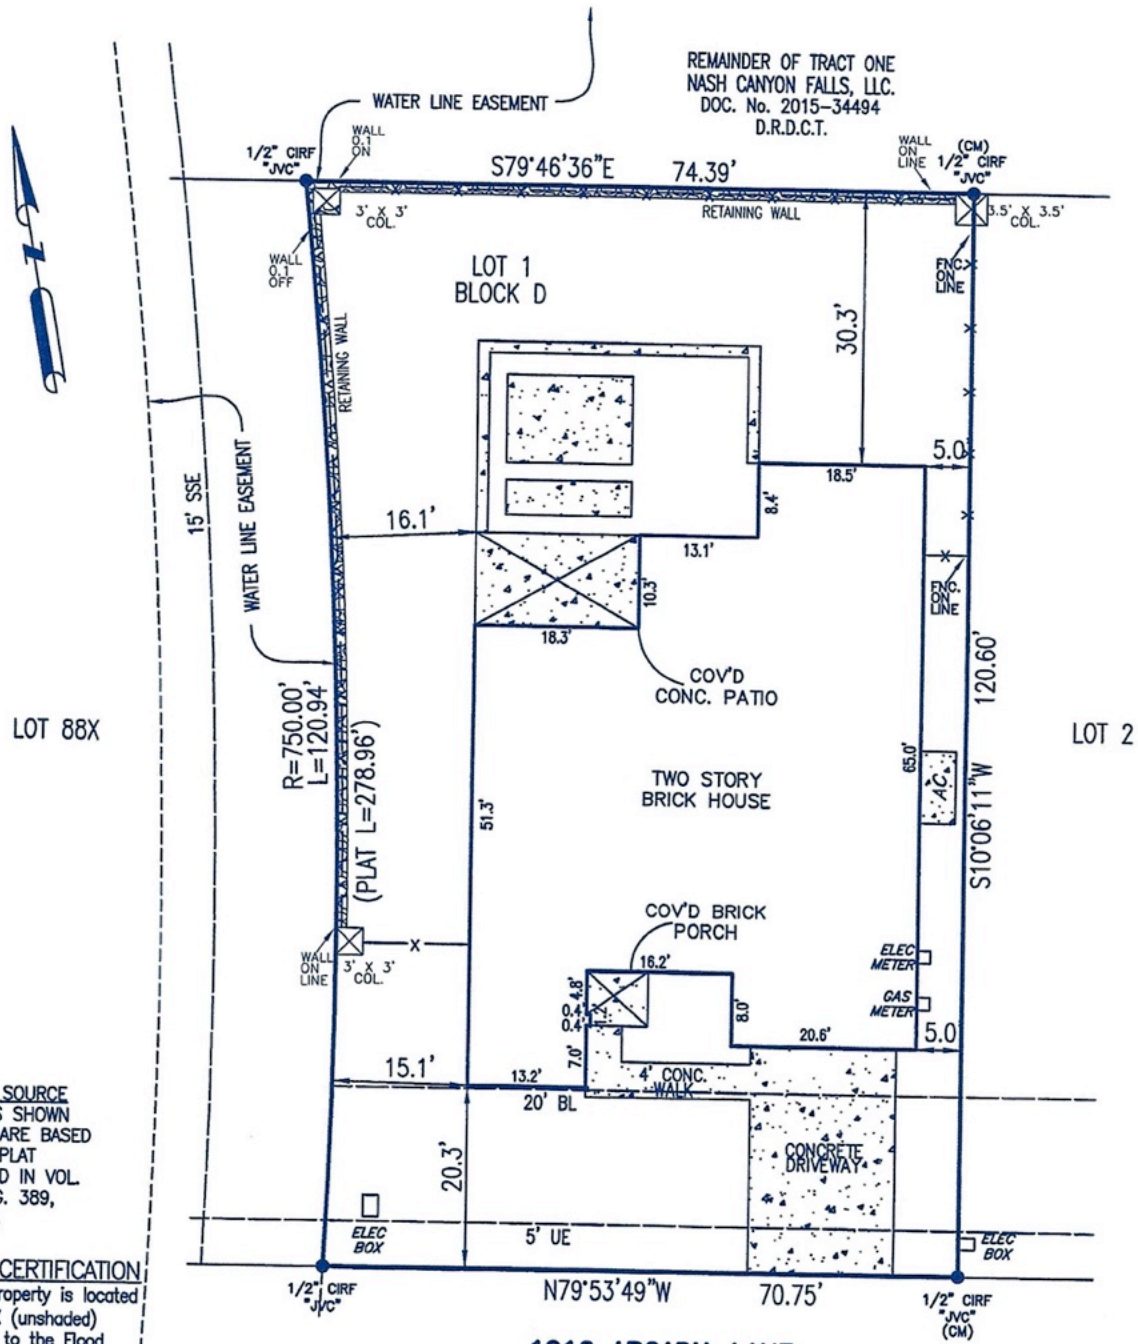 REMAINDER OF TRACT ONE
NASH CANYON FALLS, LLC.
DOC. No. 2015-34494
D.R.D.C.T.
WATER LINE EASEMENT
WALL
0.1
ON
1/2" CIRF
"JVC"
S79°46'36"E 74.39'
WALL
ON
LINE
(CM)
1/2" CIRF
"JVC"
3' X 3'
COL.
RETAINING WALL
3.5' X 3.5'
COL.
WALL
0.1
OFF
LOT 1
BLOCK D
FNC.
ON
LINE
N
RETAINING WALL
30.3'
5.0'
18.5'
8.4'
15' SSE
WATER LINE EASEMENT
16.1'
13.1'
10.3'
18.3'
FNC.
ON
LINE
COV'D
CONC. PATIO
120.60'
S10°06'11"W
LOT 88X
R=750.00'
L=120.94'
(PLAT L=278.96')
LOT 2
TWO STORY
BRICK HOUSE
51.3'
65.0'
AC.
COV'D BRICK
PORCH
WALL
ON
LINE
3' X 3'
COL.
X
16.2'
ELEC
METER
GAS
METER
4.8'
0.4'
0.4'
8.0'
7.0'
20.6'
5.0'
15.1'
13.2'
4' CONC.
WALK
20' BL
20.3'
CONCRETE
DRIVEWAY
SOURCE
SHOWN
ARE BASED
PLAT
D IN VOL.
G. 389,
ELEC
BOX
5' UE
ELEC
BOX
CERTIFICATION
roperty is located
(unshaded)
to the Flood
1/2" CIRF
"JVC"
N79°53'49"W 70.75'
1/2" CIRF
"JVC"
(CM)